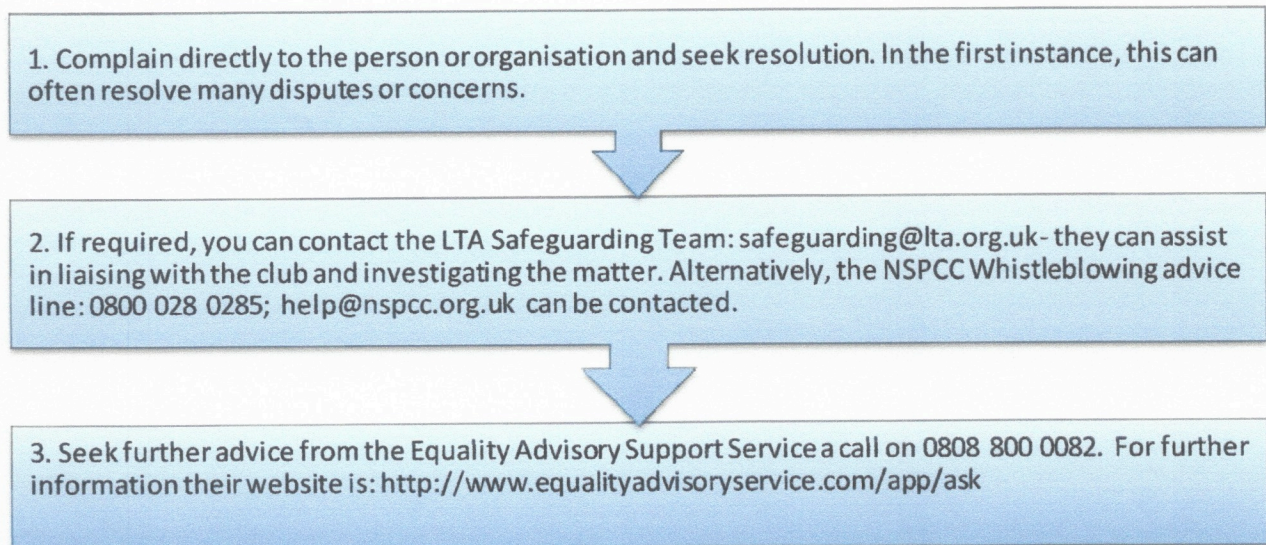 1. Complain directly to the person or organisation and seek resolution. In the first instance, this can
often resolve many disputes or concerns.
2. If required, you can contact the LTA Safeguarding Team: safeguarding@lta.org.uk- they can assist
in liaising with the club and investigating the matter. Alternatively, the NSPCC Whistleblowing advice
line: 0800 028 0285; help@nspcc.org.uk can be contacted.
3. Seek further advice from the Equality Advisory Support Service a call on 0808 800 0082. For further
information their website is: http://www.equalityadvisoryservice.com/app/ask